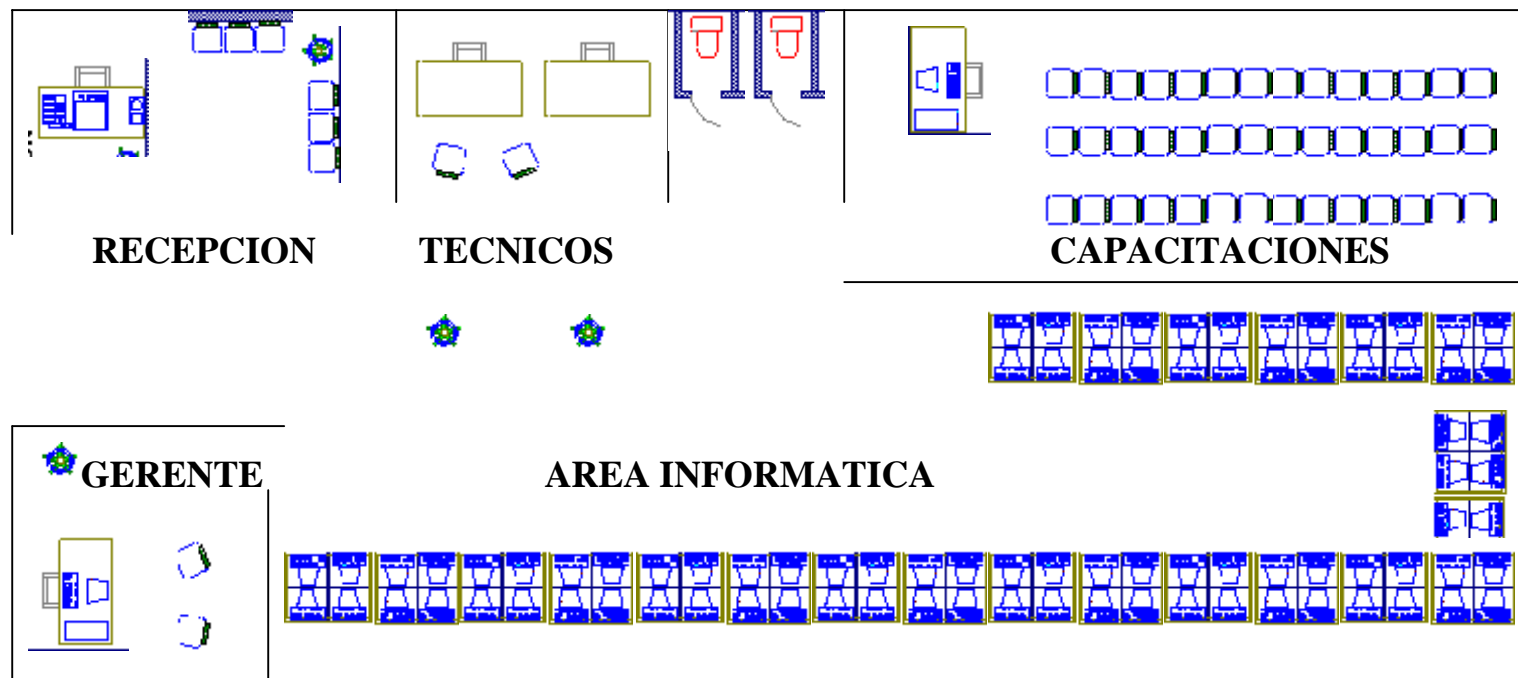 RECEPCION
TECNICOS
CAPACITACIONES
GERENTE
AREA INFORMATICA